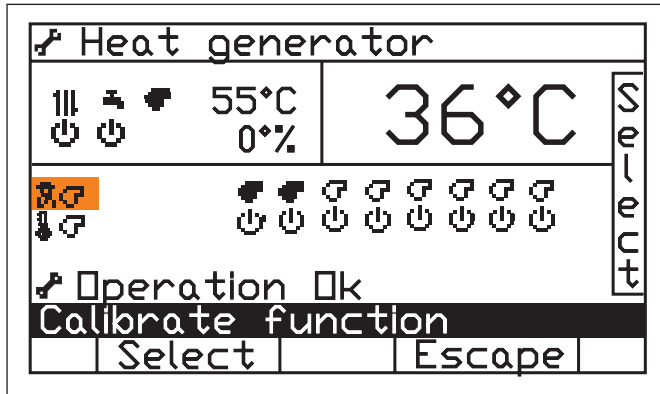 Heat generator
55°C
36°C
0°%
Select
Operation Ok
Calibrate function
Select Escape